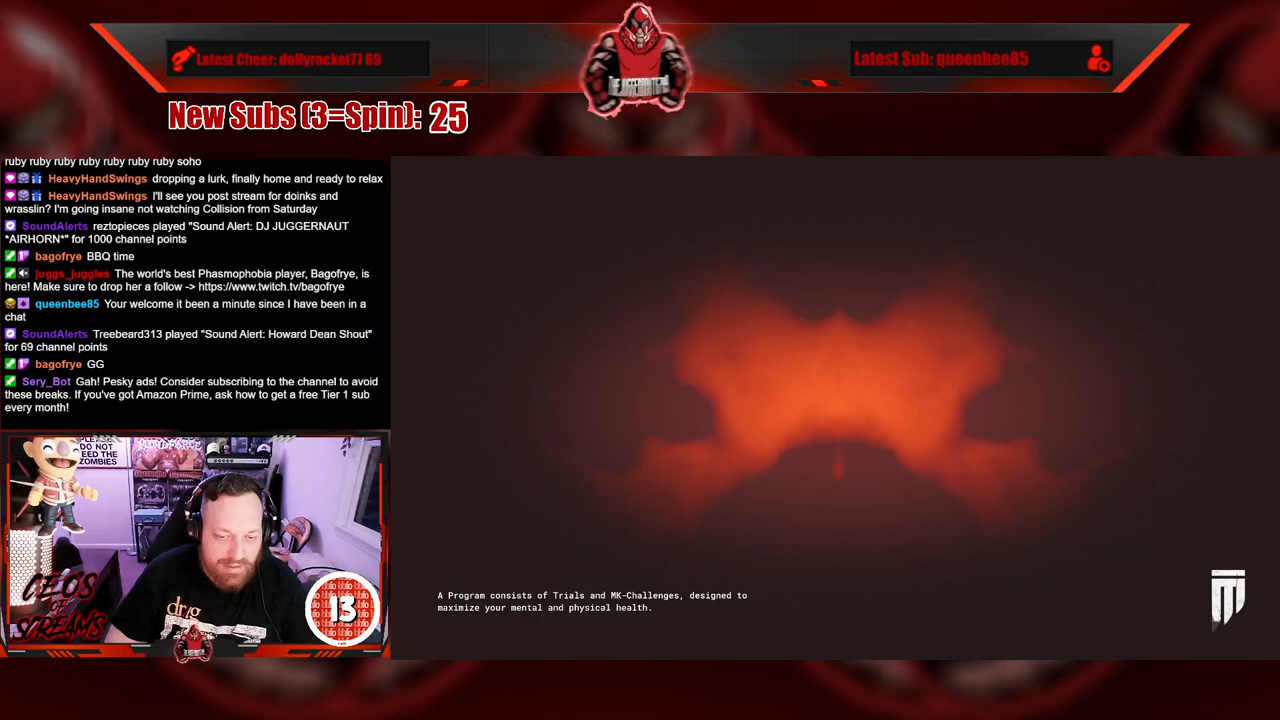 Latest Cheer: dollyrocket77 89
Latest Sub: queenbee85
New Subs (3=Spin): 25
ruby ruby ruby ruby ruby ruby ruby soho
HeavyHandSwings dropping a lurk, finally home and ready to relax
HeavyHandSwings I'll see you post stream for doinks and
wrasslin? I'm going insane not watching Collision from Saturday
SoundAlerts reztopieces played "Sound Alert: DJ JUGGERNAUT
*AIRHORN*" for 1000 channel points
bagofrye BBQ time
juggs_juggles The world's best Phasmophobia player, Bagofrye, is
here! Make sure to drop her a follow -> https://www.twitch.tv/bagofrye
queenbee85 Your welcome it been a minute since I have been in a
chat
SoundAlerts Treebeard313 played "Sound Alert: Howard Dean Shout"
for 69 channel points
bagofrye GG
Sery_Bot Gah! Pesky ads! Consider subscribing to the channel to avoid
these breaks. If you've got Amazon Prime, ask how to get a free Tier 1 sub
every month!
DO NOT
FEED THE
ZOMBIES
CEOS
OF
SCREAMS
13
A Program consists of Trials and MK-Challenges, designed to
maximize your mental and physical health.